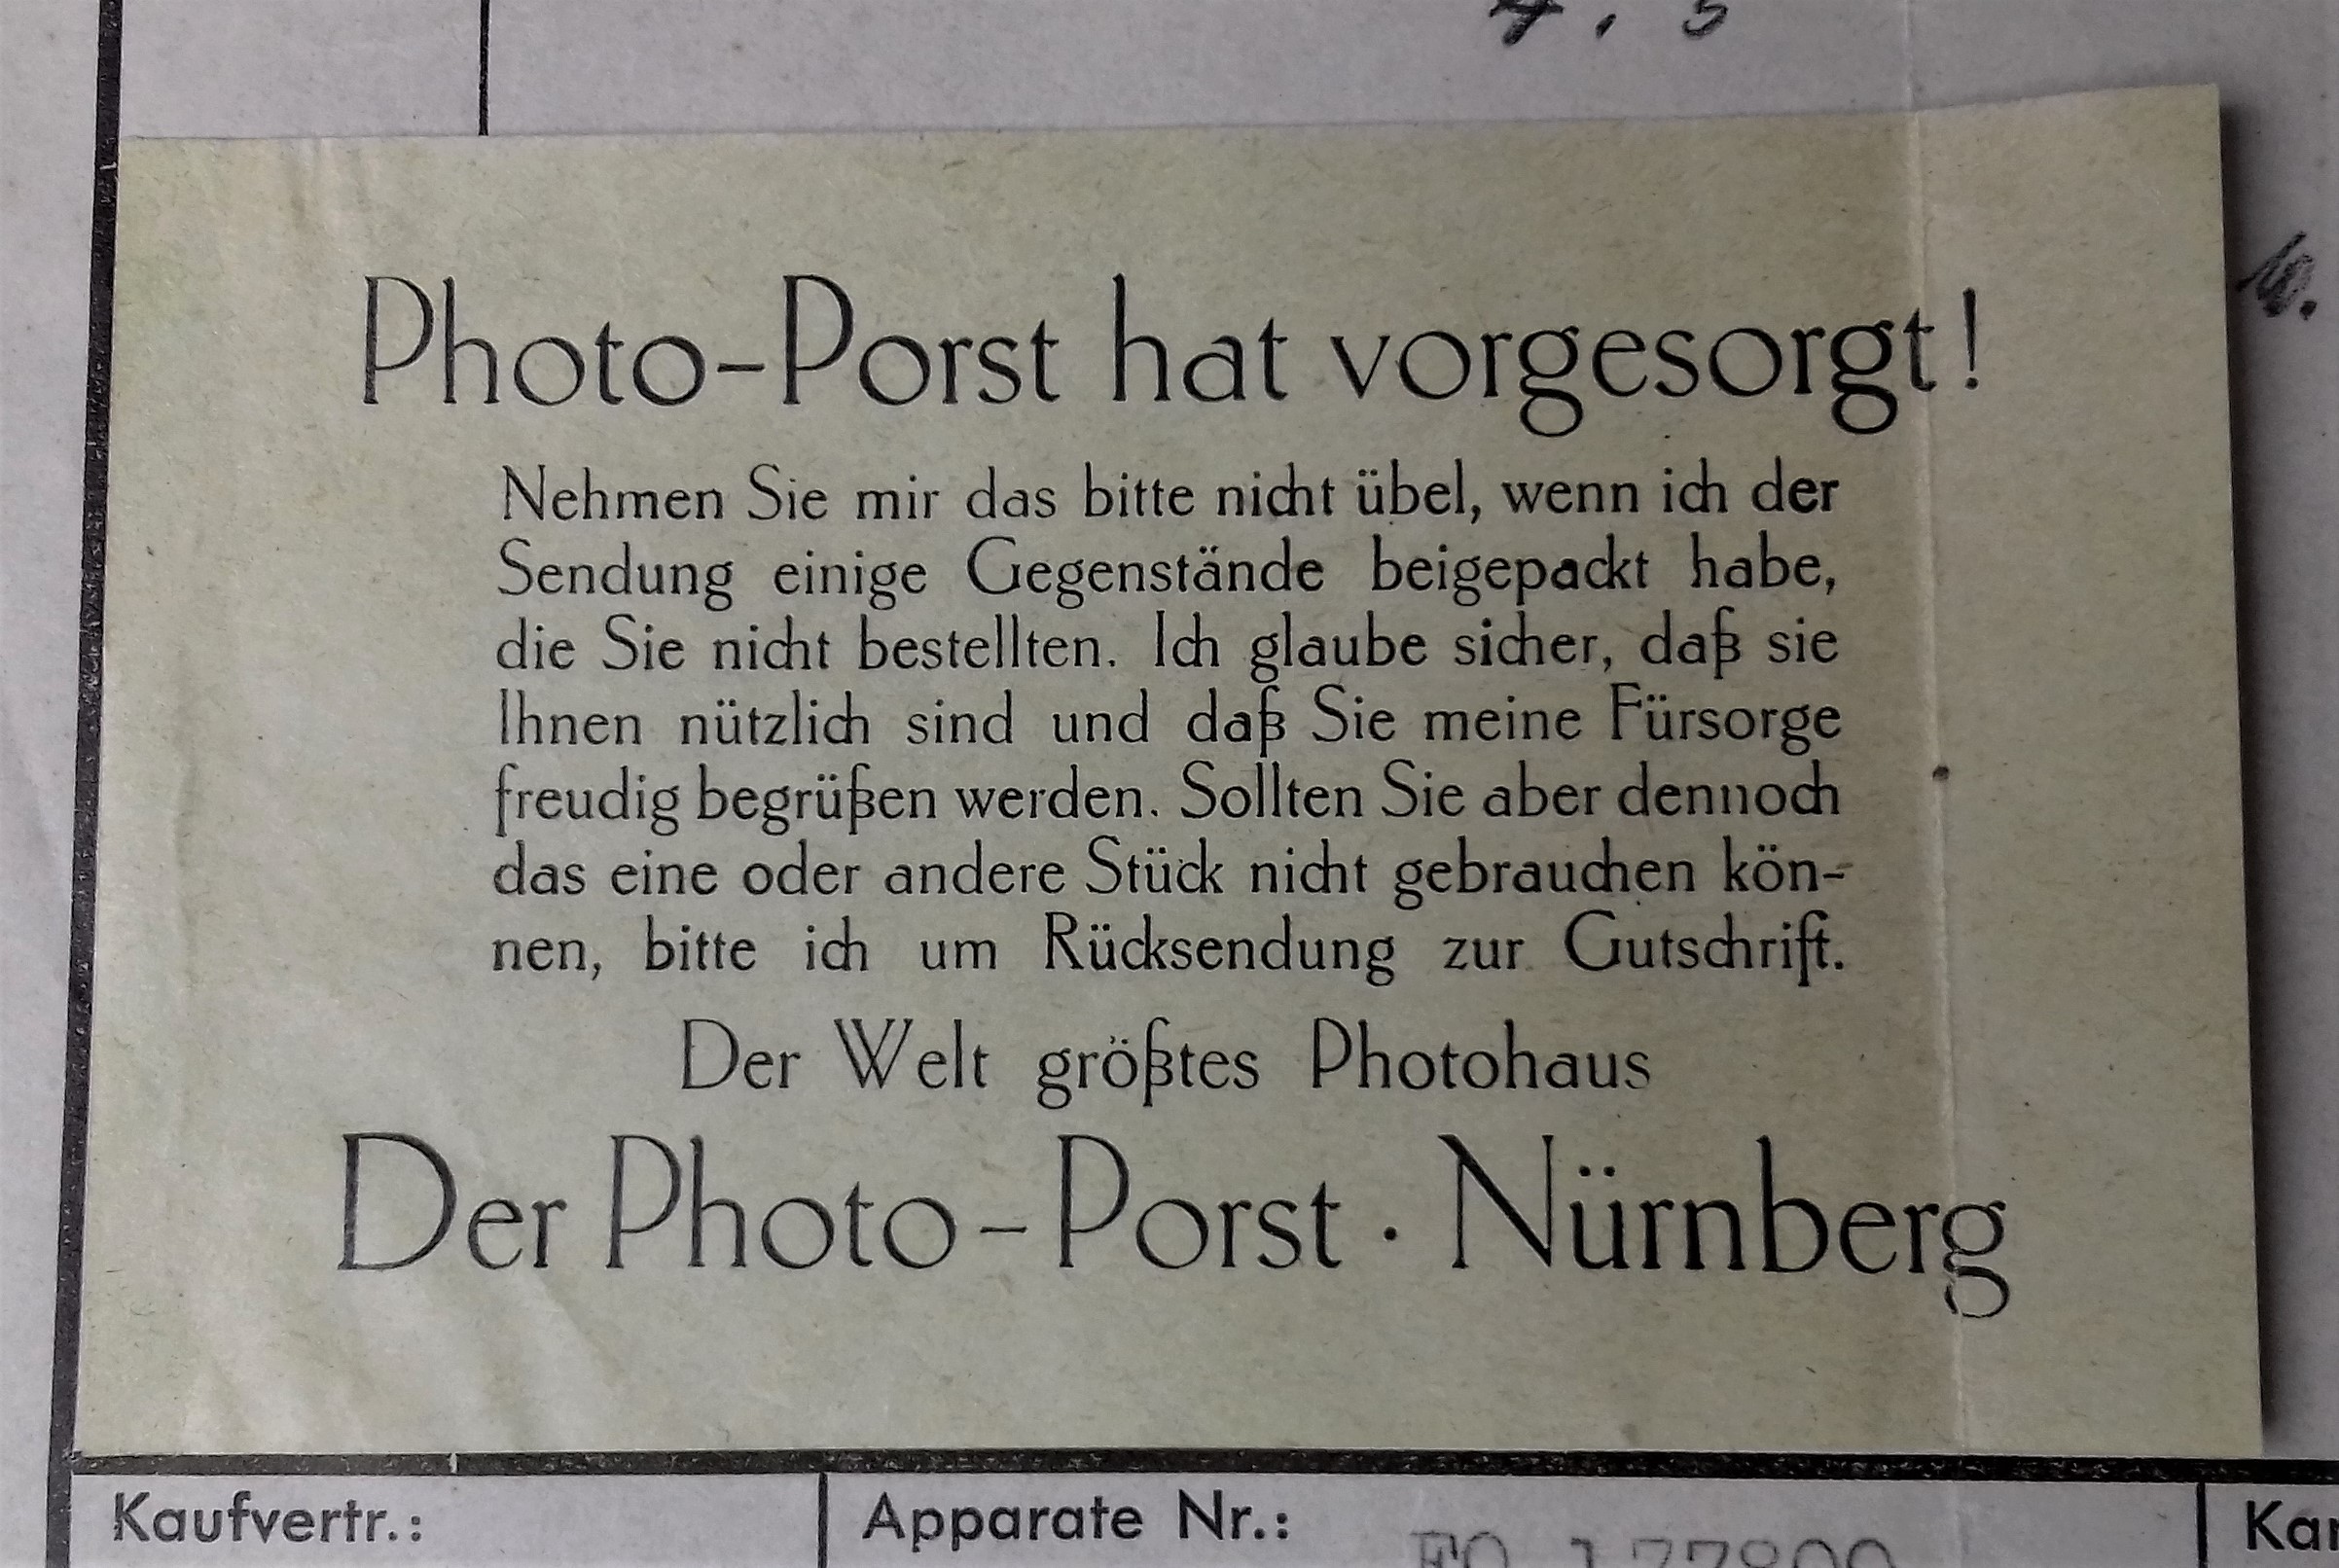 Photo-Porst hat vorgesorgt!
Nehmen Sie mir das bitte nicht übel, wenn ich der
Sendung einige Gegenstände beigepackt habe,
die Sie nicht bestellten. Ich glaube sicher, daß sie
Ihnen nützlich sind und daß Sie meine Fürsorge
freudig begrüßen werden. Sollten Sie aber dennoch
das eine oder andere Stück nicht gebrauchen kön-
nen, bitte ich um Rücksendung zur Gutschrift.
Der Welt größtes Photohaus
Der Photo-Porst · Nürnberg
Kaufvertr.:
Apparate Nr.: